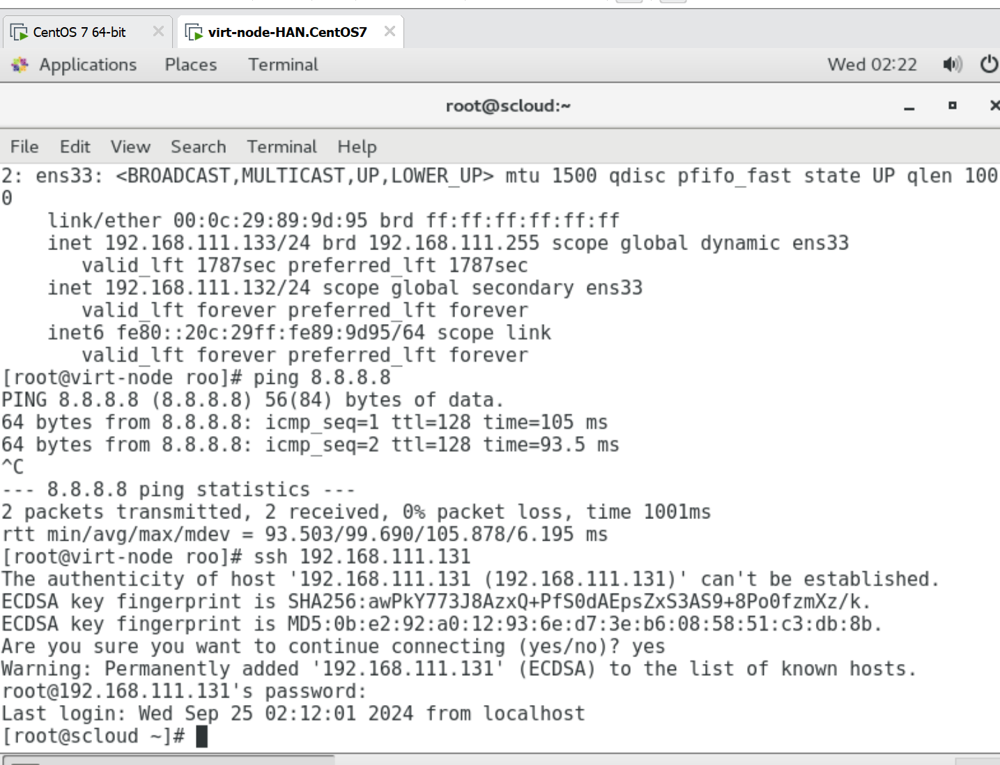 CentOS 7 64-bit
virt-node-HAN.CentOS7
Applications Places Terminal Wed 02:22
root@scloud:~
File Edit View Search Terminal Help
2: ens33: <BROADCAST,MULTICAST,UP,LOWER_UP> mtu 1500 qdisc pfifo_fast state UP qlen 100
0
link/ether 00:0c:29:89:9d:95 brd ff:ff:ff:ff:ff:ff
inet 192.168.111.133/24 brd 192.168.111.255 scope global dynamic ens33
valid_lft 1787sec preferred_lft 1787sec
inet 192.168.111.132/24 scope global secondary ens33
valid_lft forever preferred_lft forever
inet6 fe80::20c:29ff:fe89:9d95/64 scope link
valid_lft forever preferred_lft forever
[root@virt-node roo]# ping 8.8.8.8
PING 8.8.8.8 (8.8.8.8) 56(84) bytes of data.
64 bytes from 8.8.8.8: icmp_seq=1 ttl=128 time=105 ms
64 bytes from 8.8.8.8: icmp_seq=2 ttl=128 time=93.5 ms
^C
--- 8.8.8.8 ping statistics ---
2 packets transmitted, 2 received, 0% packet loss, time 1001ms
rtt min/avg/max/mdev = 93.503/99.690/105.878/6.195 ms
[root@virt-node roo]# ssh 192.168.111.131
The authenticity of host '192.168.111.131 (192.168.111.131)' can't be established.
ECDSA key fingerprint is SHA256:awPkY773J8AzxQ+PfS0dAEpsZxS3AS9+8Po0fzmXz/k.
ECDSA key fingerprint is MD5:0b:e2:92:a0:12:93:6e:d7:3e:b6:08:58:51:c3:db:8b.
Are you sure you want to continue connecting (yes/no)? yes
Warning: Permanently added '192.168.111.131' (ECDSA) to the list of known hosts.
root@192.168.111.131's password:
Last login: Wed Sep 25 02:12:01 2024 from localhost
[root@scloud ~]#